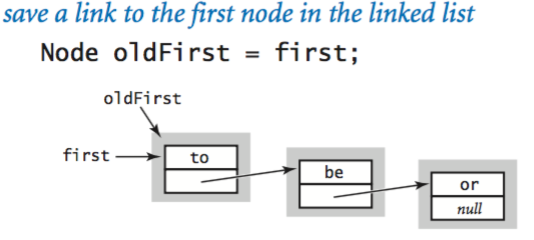 save a link to the first node in the linked list
Node oldFirst = first;
oldFirst
first
to
be
or
null